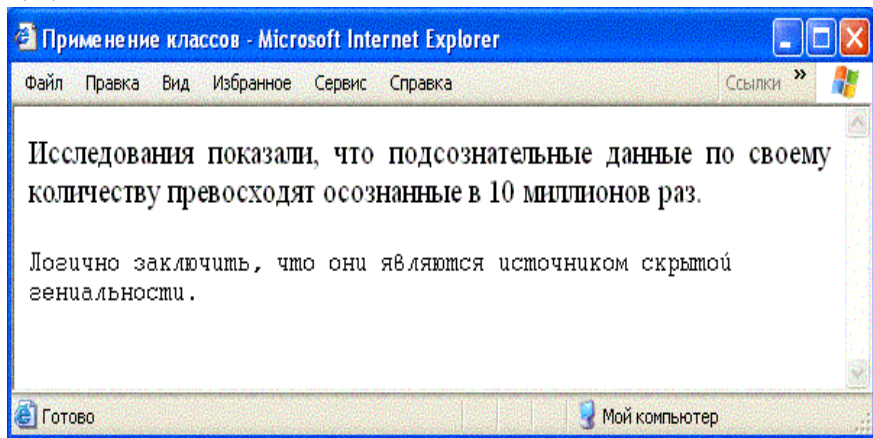 Применение классов - Microsoft Internet Explorer
Файл Правка Вид Избранное Сервис Справка Ссылки »
Исследования показали, что подсознательные данные по своему
количеству превосходят осознанные в 10 миллионов раз.
Логично заключить, что они являются источником скрытой
гениальности.
Готово Мой компьютер